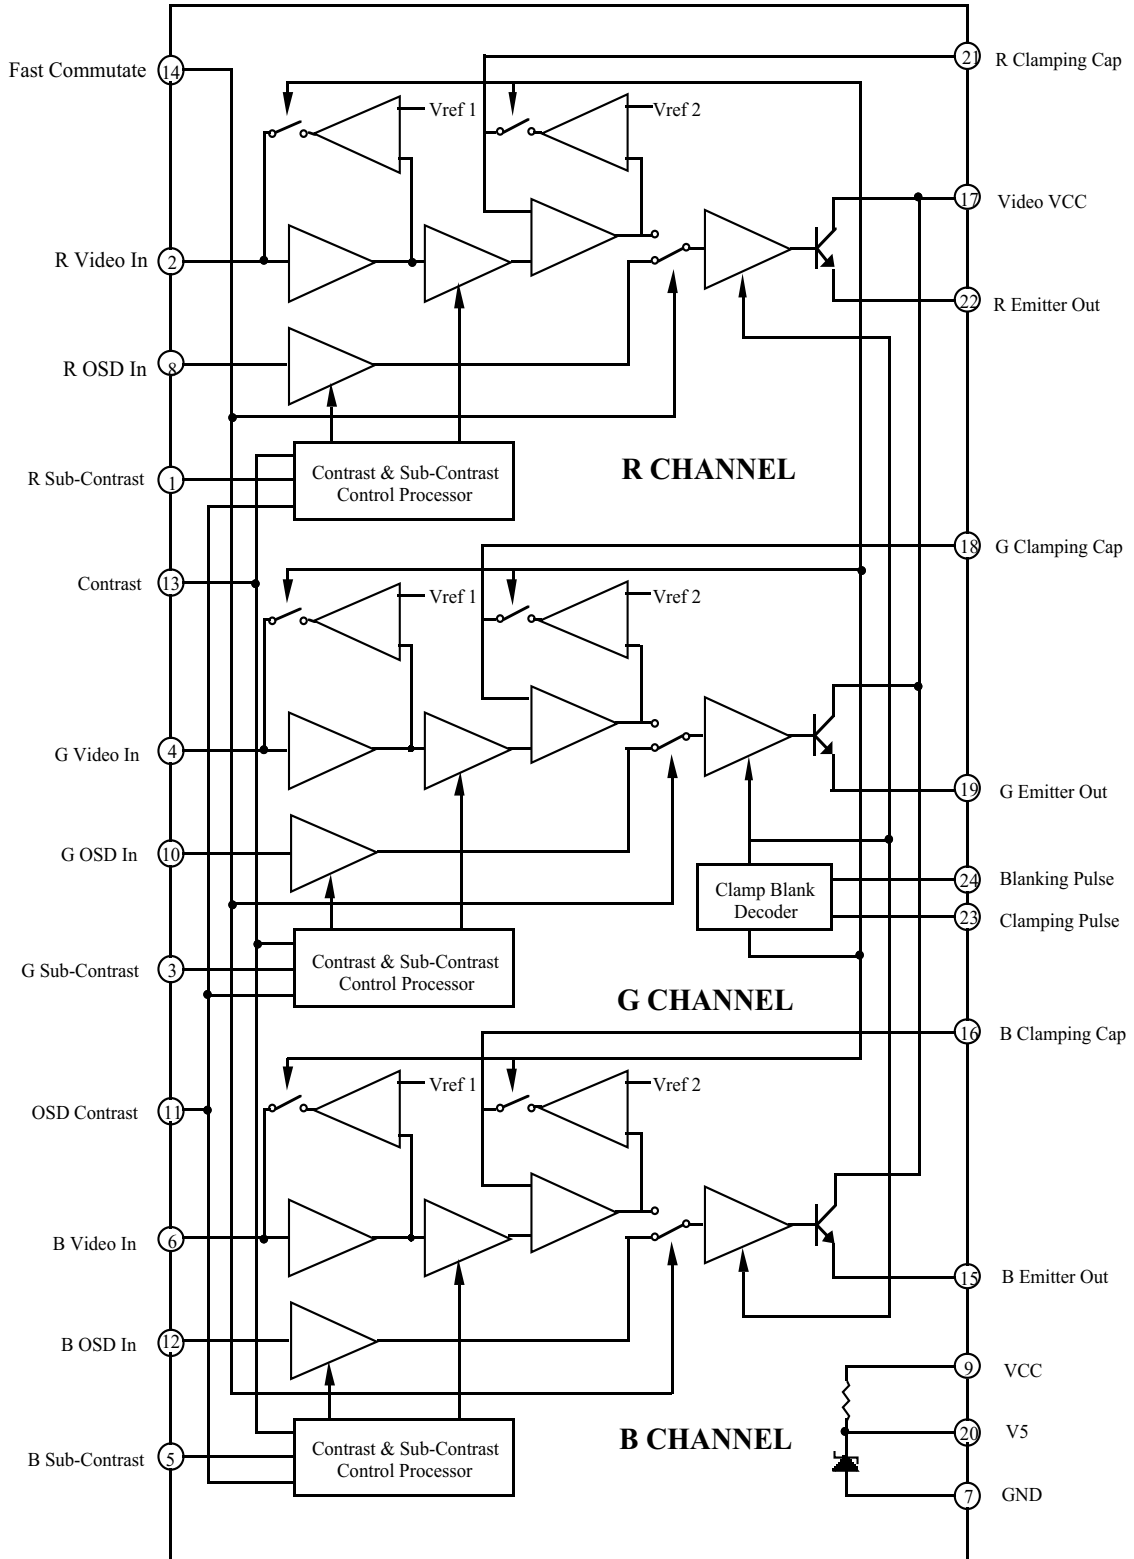 Fast Commutate
14
21
R Clamping Cap
Vref 1
Vref 2
17
Video VCC
R Video In
2
22
R Emitter Out
R OSD In
8
R CHANNEL
R Sub-Contrast
1
Contrast & Sub-Contrast
Control Processor
18
G Clamping Cap
Contrast
13
Vref 1
Vref 2
G Video In
4
19
G Emitter Out
G OSD In
10
Clamp Blank
Decoder
24
Blanking Pulse
23
Clamping Pulse
G Sub-Contrast
3
Contrast & Sub-Contrast
Control Processor
G CHANNEL
16
B Clamping Cap
Vref 1
Vref 2
OSD Contrast
11
B Video In
6
15
B Emitter Out
B OSD In
12
9
VCC
20
V5
B CHANNEL
B Sub-Contrast
5
Contrast & Sub-Contrast
Control Processor
7
GND